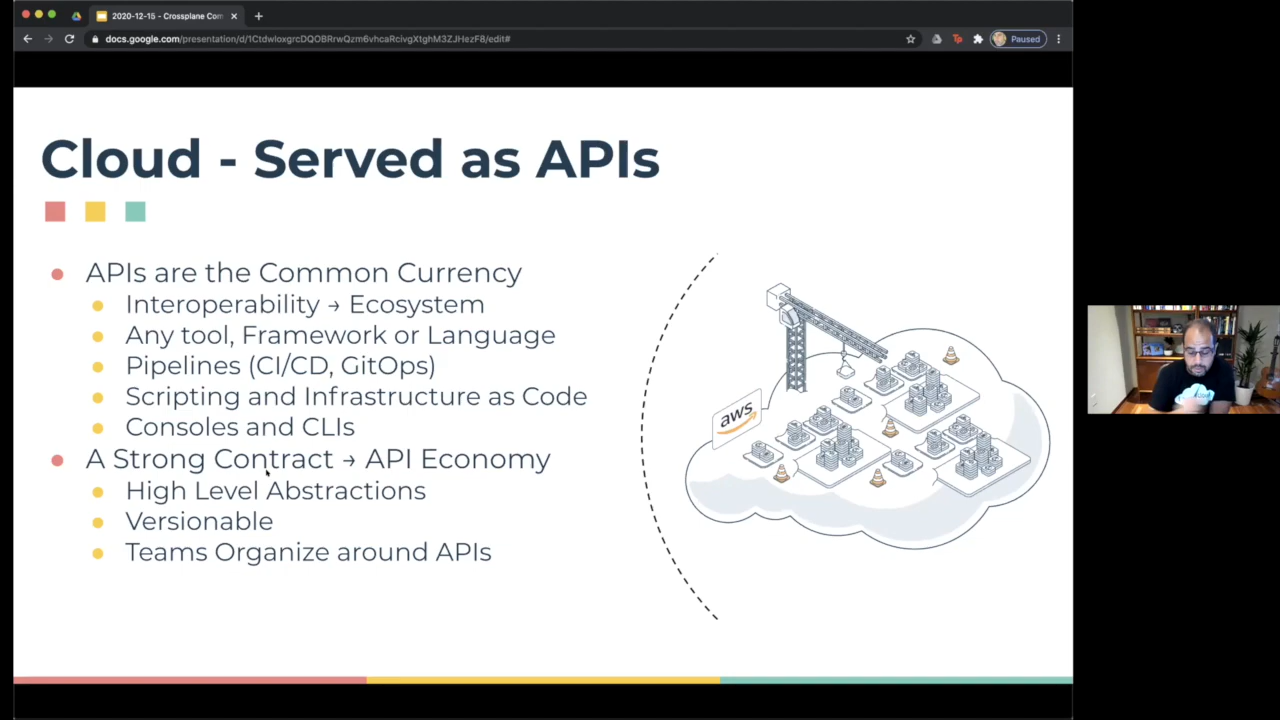 2020-12-15 - Crossplane Com
docs.google.com/presentation/d/1CtdwloxgrcDQOBRrwQzm6vhcaRcivgXtghM3ZJHezF8/edit#
Paused
Cloud - Served as APIs
APIs are the Common Currency
Interoperability → Ecosystem
Any tool, Framework or Language
Pipelines (CI/CD, GitOps)
Scripting and Infrastructure as Code
Consoles and CLIs
A Strong Contract → API Economy
High Level Abstractions
Versionable
Teams Organize around APIs
aws